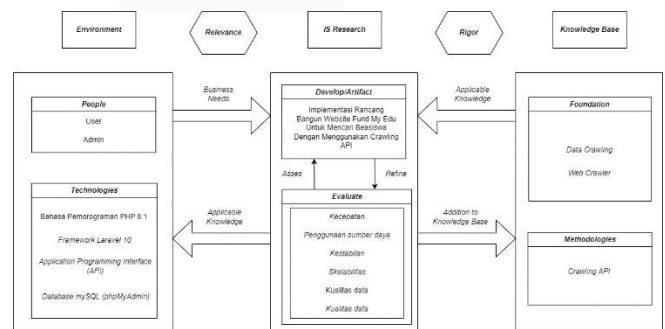 Environment
Relevance
IS Research
Rigor
Knowledge Base
People
User
Admin
Technologies
Bahasa Pemorograman PHP 8.1
Framework Laravel 10
Application Programming Interface
(API)
Database mySQL (phpMyAdmin)
Business
Needs
Applicable
Knowledge
Develop/Artifact
Implementasi Rancang
Bangun Website Fund My Edu
Untuk Mencari Beasiswa
Dengan Menggunakan Crawling
API
Asses
Refine
Evaluate
Kecepatan
Penggunaan sumber daya
Kestabilan
Skalabilitas
Kualitas data
Kualitas data
Applicable
Knowledge
Addition to
Knowledge Base
Foundation
Data Crawling
Web Crawler
Methodologies
Crawling API